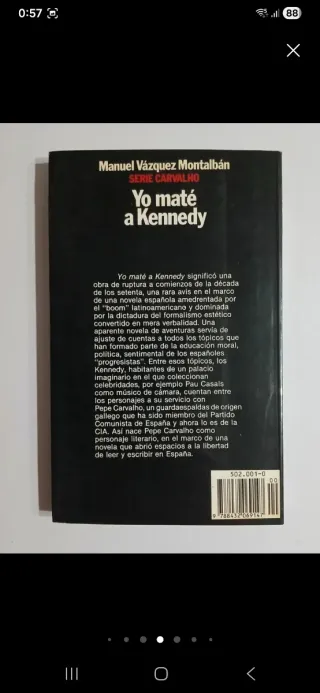 0:57
88
Manuel Vázquez Montalbán
SERIE CARVALHO
Yo maté
a Kennedy
Yo maté a Kennedy significó una
obra de ruptura a comienzos de la década
de los setenta, una rara avis en el marco
de una novela española amedrentada por
el "boom" latinoamericano y dominada
por la dictadura del formalismo estético
convertido en mera verbalidad. Una
aparente novela de aventuras servía de
ajuste de cuentas a todos los tópicos que
han formado parte de la educación moral,
política, sentimental de los españoles
"progresistas". Entre esos tópicos, los
Kennedy, habitantes de un palacio
imaginario en el que coleccionan
celebridades, por ejemplo Pau Casals
como músico de cámara, cuentan entre
los personajes a su servicio con
Pepe Carvalho, un guardaespaldas de origen
gallego que ha sido miembro del Partido
Comunista de España y ahora lo es de la
CIA. Así nace Pepe Carvalho como
personaje literario, en el marco de una
novela que abrió espacios a la libertad
de leer y escribir en España.
502.001-0
00
9 788432 069147